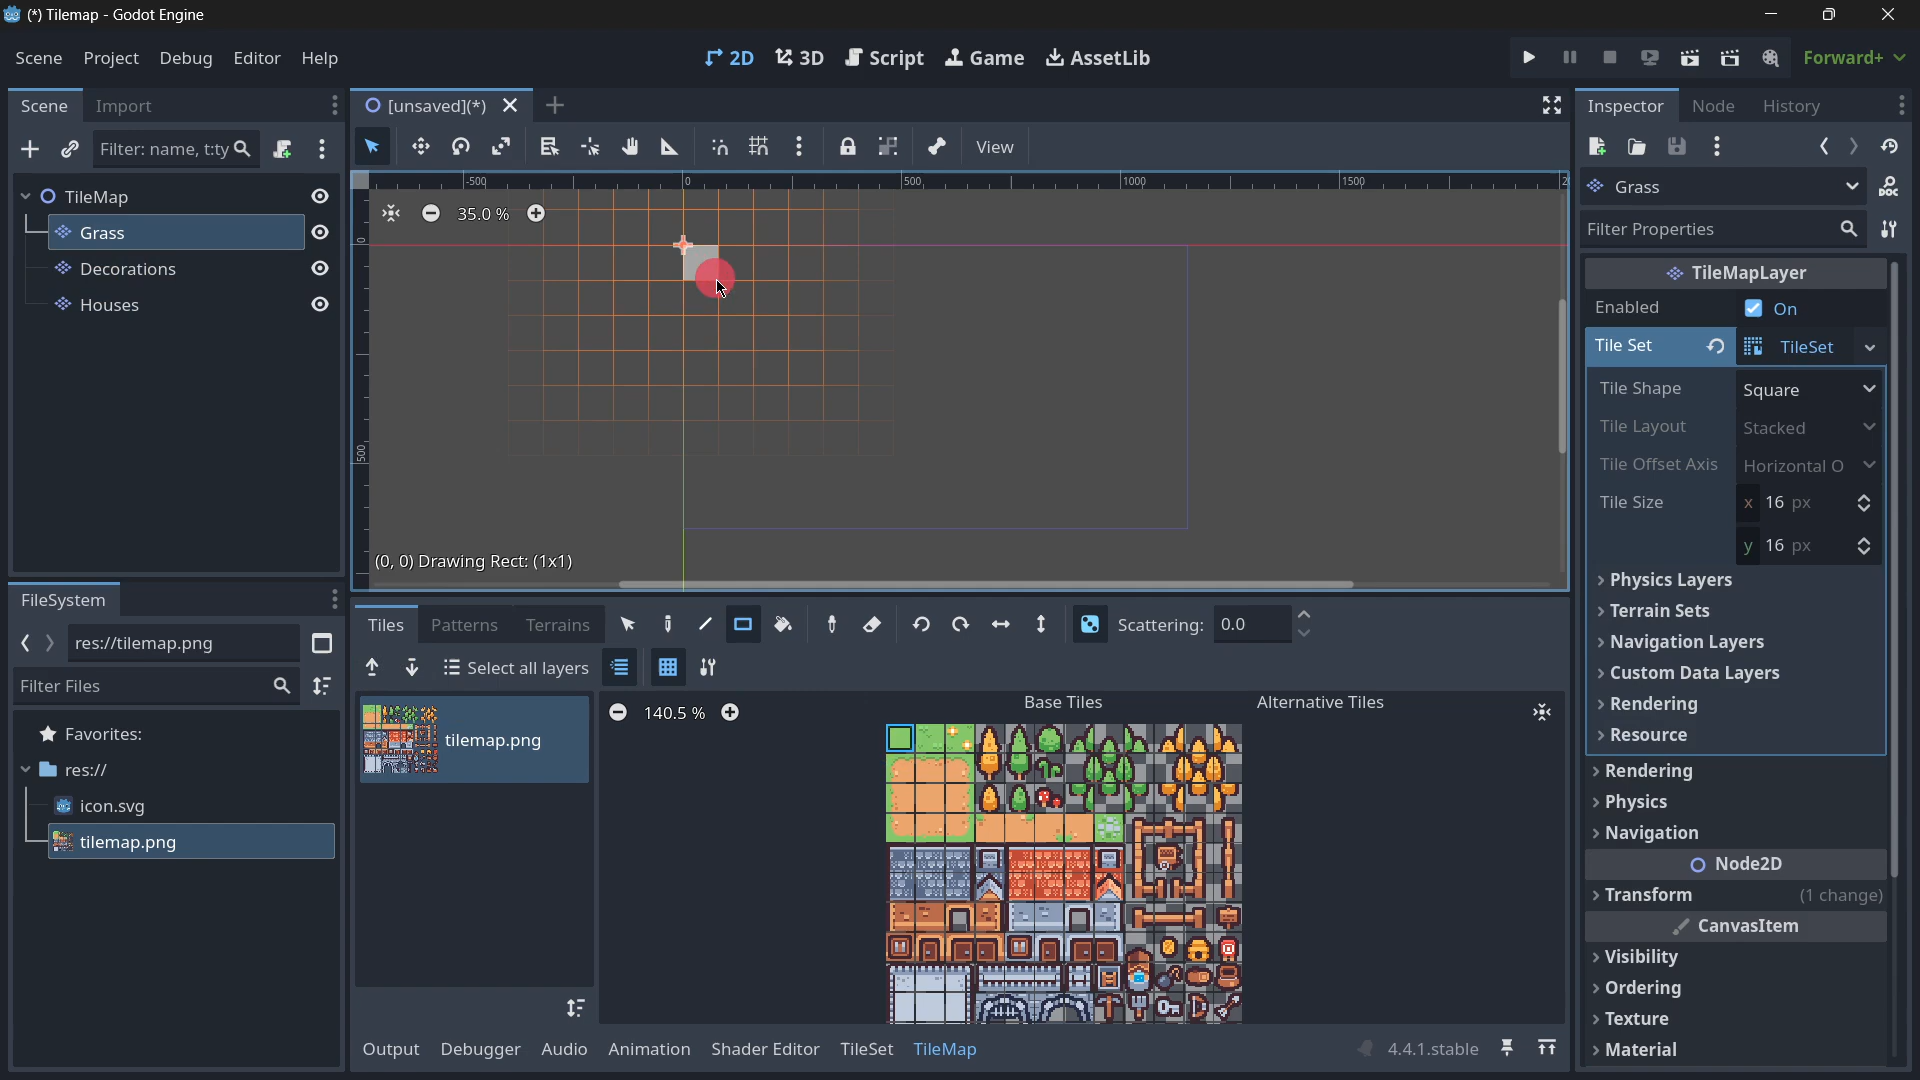 (*) Tilemap - Godot Engine
Scene Project Debug Editor Help
2D 3D Script Game AssetLib
Forward+
Scene Import
[unsaved](*)
Inspector Node History
Filter: name, t:ty
View
Grass
Filter Properties
TileMap
Grass
Decorations
Houses
-500 0 500 1000 1500 2
0
500
35.0 %
(0, 0) Drawing Rect: (1x1)
TileMapLayer
Enabled On
Tile Set TileSet
Tile Shape Square
Tile Layout Stacked
Tile Offset Axis Horizontal O
Tile Size x 16 px
y 16 px
Physics Layers
Terrain Sets
Navigation Layers
Custom Data Layers
Rendering
Resource
Rendering
Physics
Navigation
Node2D
Transform (1 change)
CanvasItem
Visibility
Ordering
Texture
Material
FileSystem
res://tilemap.png
Filter Files
Favorites:
res://
icon.svg
tilemap.png
Tiles Patterns Terrains
Scattering: 0.0
Select all layers
tilemap.png
140.5 %
Base Tiles
Alternative Tiles
Output Debugger Audio Animation Shader Editor TileSet TileMap
4.4.1.stable